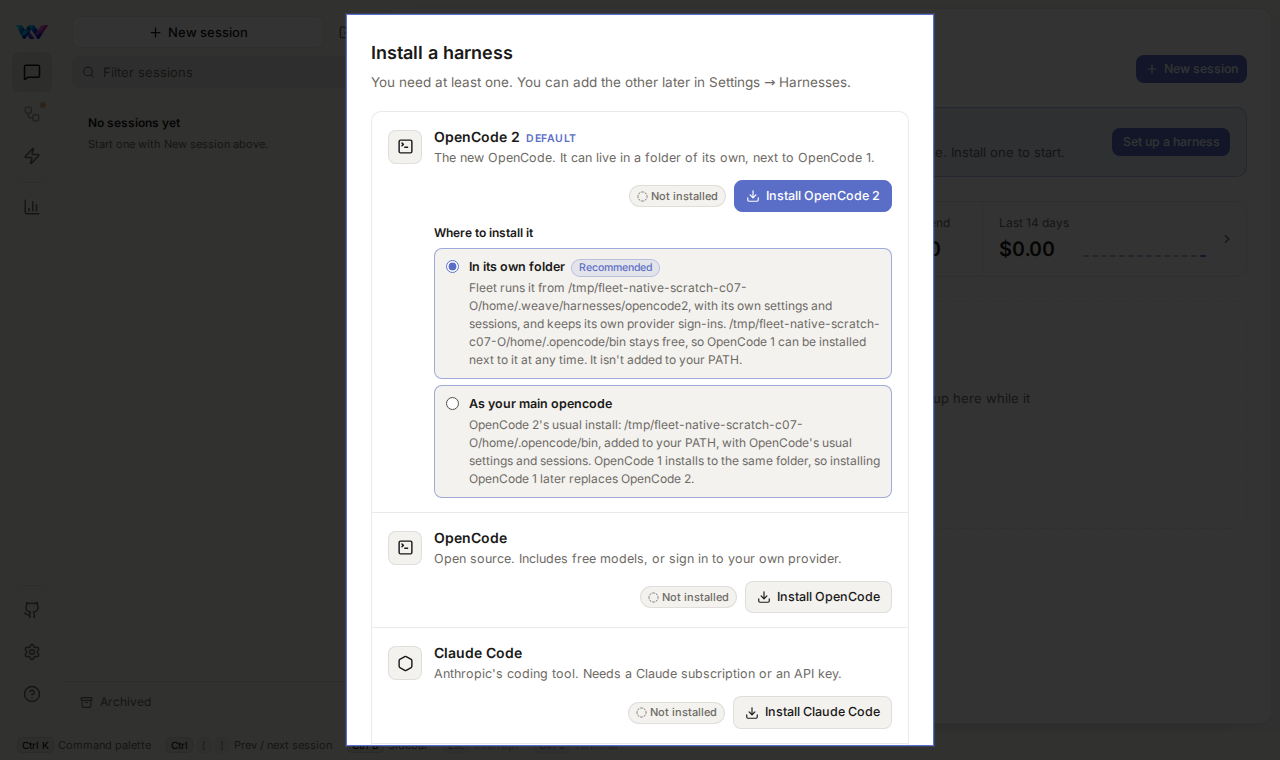 New session
Filter sessions
No sessions yet
Start one with New session above.
Archived
Ctrl K Command palette Ctrl Prev / next session
Install a harness
You need at least one. You can add the other later in Settings → Harnesses.
OpenCode 2 DEFAULT
The new OpenCode. It can live in a folder of its own, next to OpenCode 1.
Not installed
Install OpenCode 2
Where to install it
In its own folder Recommended
Fleet runs it from /tmp/fleet-native-scratch-c07-
O/home/.weave/harnesses/opencode2, with its own settings and
sessions, and keeps its own provider sign-ins. /tmp/fleet-native-scratch-
c07-O/home/.opencode/bin stays free, so OpenCode 1 can be installed
next to it at any time. It isn't added to your PATH.
As your main opencode
OpenCode 2's usual install: /tmp/fleet-native-scratch-c07-
O/home/.opencode/bin, added to your PATH, with OpenCode's usual
settings and sessions. OpenCode 1 installs to the same folder, so installing
OpenCode 1 later replaces OpenCode 2.
OpenCode
Open source. Includes free models, or sign in to your own provider.
Not installed
Install OpenCode
Claude Code
Anthropic's coding tool. Needs a Claude subscription or an API key.
Not installed
Install Claude Code
New session
e. Install one to start.
Set up a harness
Last 14 days
$0.00
up here while it